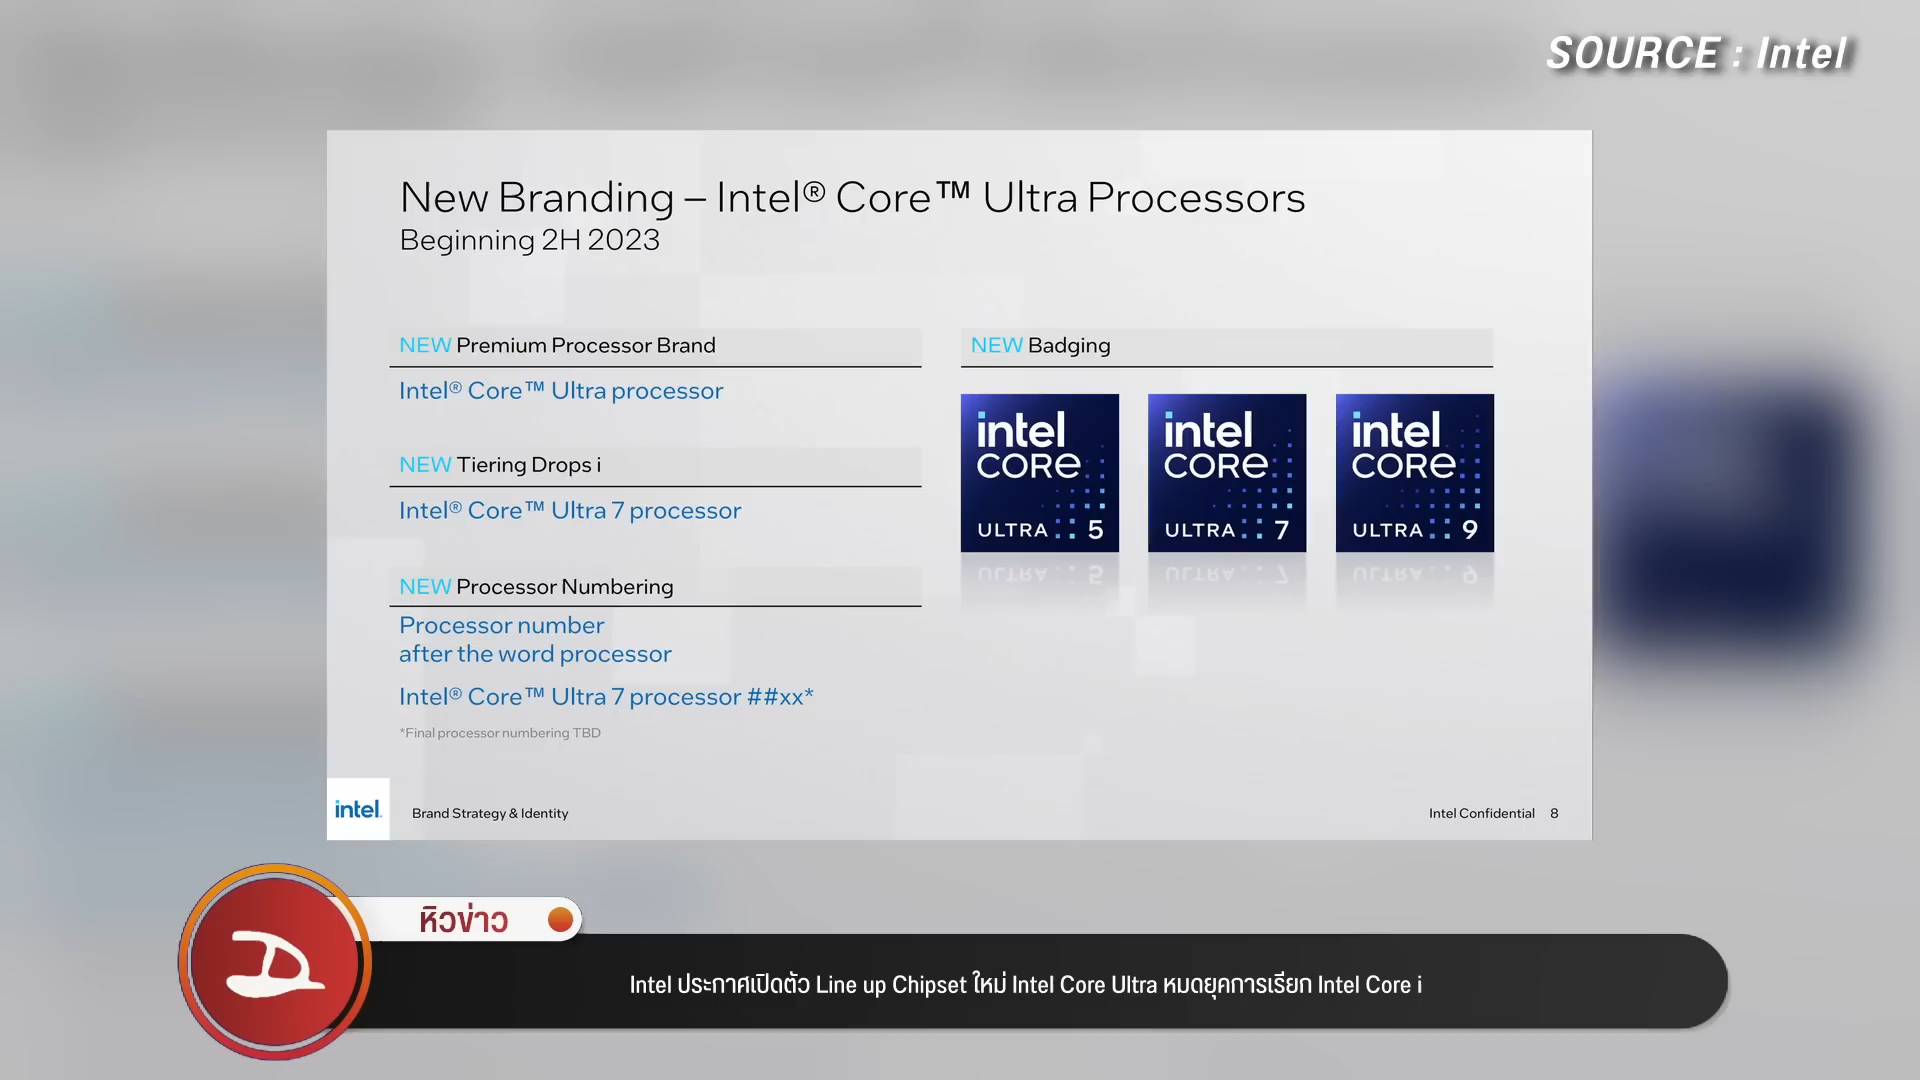 SOURCE : Intel
New Branding – Intel® Core™ Ultra Processors
Beginning 2H 2023
NEW Premium Processor Brand
Intel® Core™ Ultra processor
NEW Tiering Drops i
Intel® Core™ Ultra 7 processor
NEW Processor Numbering
Processor number
after the word processor
Intel® Core™ Ultra 7 processor ##xx*
*Final processor numbering TBD
NEW Badging
intel
CORE
ULTRA 5
intel
CORE
ULTRA 7
intel
CORE
ULTRA 9
intel.
Brand Strategy & Identity
Intel Confidential 8
หิวข่าว
Intel ประกาศเปิดตัว Line up Chipset ใหม่ Intel Core Ultra หมดยุคการเรียก Intel Core i